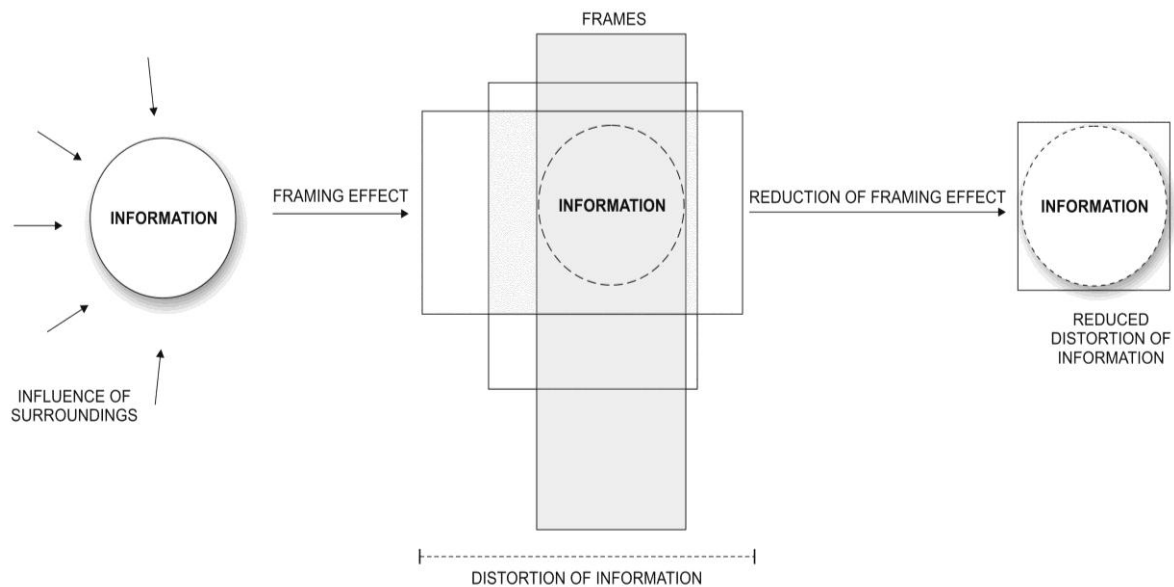 FRAMES
INFORMATION
FRAMING EFFECT
INFORMATION
REDUCTION OF FRAMING EFFECT
INFORMATION
INFLUENCE OF
SURROUNDINGS
REDUCED
DISTORTION OF
INFORMATION
DISTORTION OF INFORMATION